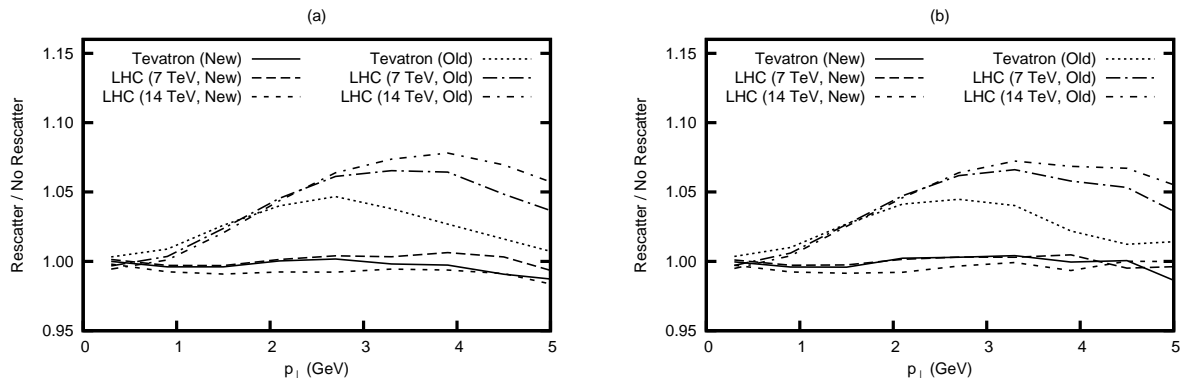 (a)
Rescatter / No Rescatter
1.15
1.10
1.05
1.00
0.95
Tevatron (New)
LHC (7 TeV, New)
LHC (14 TeV, New)
Tevatron (Old)
LHC (7 TeV, Old)
LHC (14 TeV, Old)
0 1 2 3 4 5
p⊥ (GeV)
(b)
Rescatter / No Rescatter
1.15
1.10
1.05
1.00
0.95
Tevatron (New)
LHC (7 TeV, New)
LHC (14 TeV, New)
Tevatron (Old)
LHC (7 TeV, Old)
LHC (14 TeV, Old)
0 1 2 3 4 5
p⊥ (GeV)